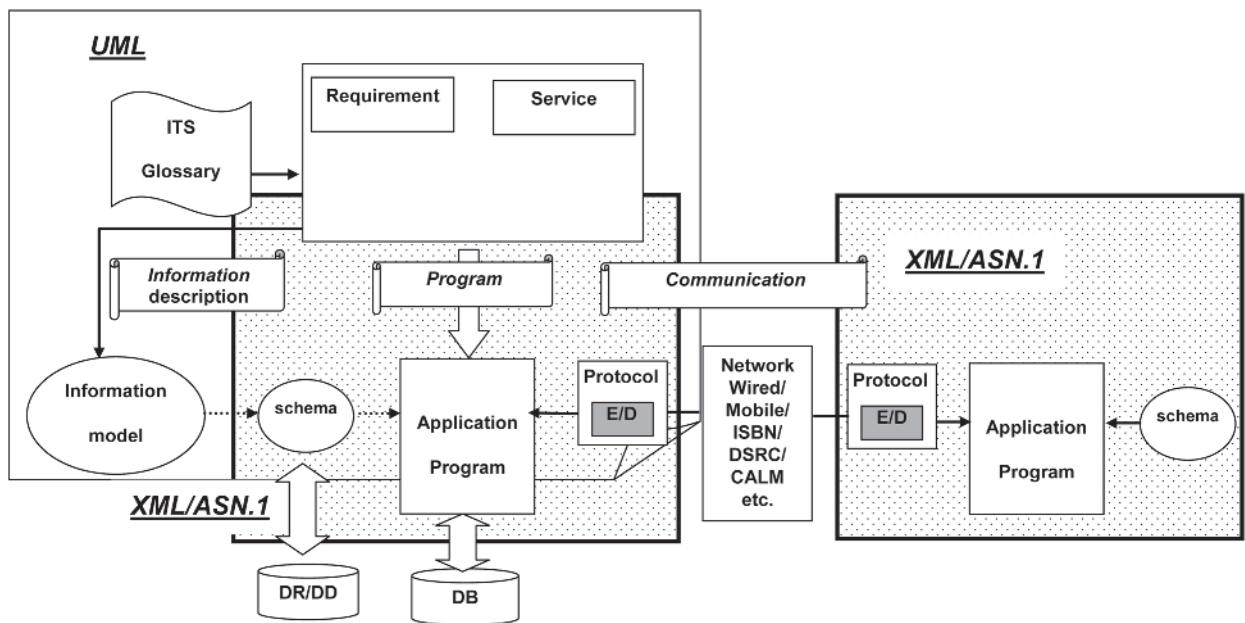 UML
Requirement
Service
ITS
Glossary
Information
description
Program
Communication
XML/ASN.1
Information
model
schema
Application
Program
Protocol
E/D
Network
Wired/
Mobile/
ISBN/
DSRC/
CALM
etc.
Protocol
E/D
Application
Program
schema
XML/ASN.1
DR/DD
DB